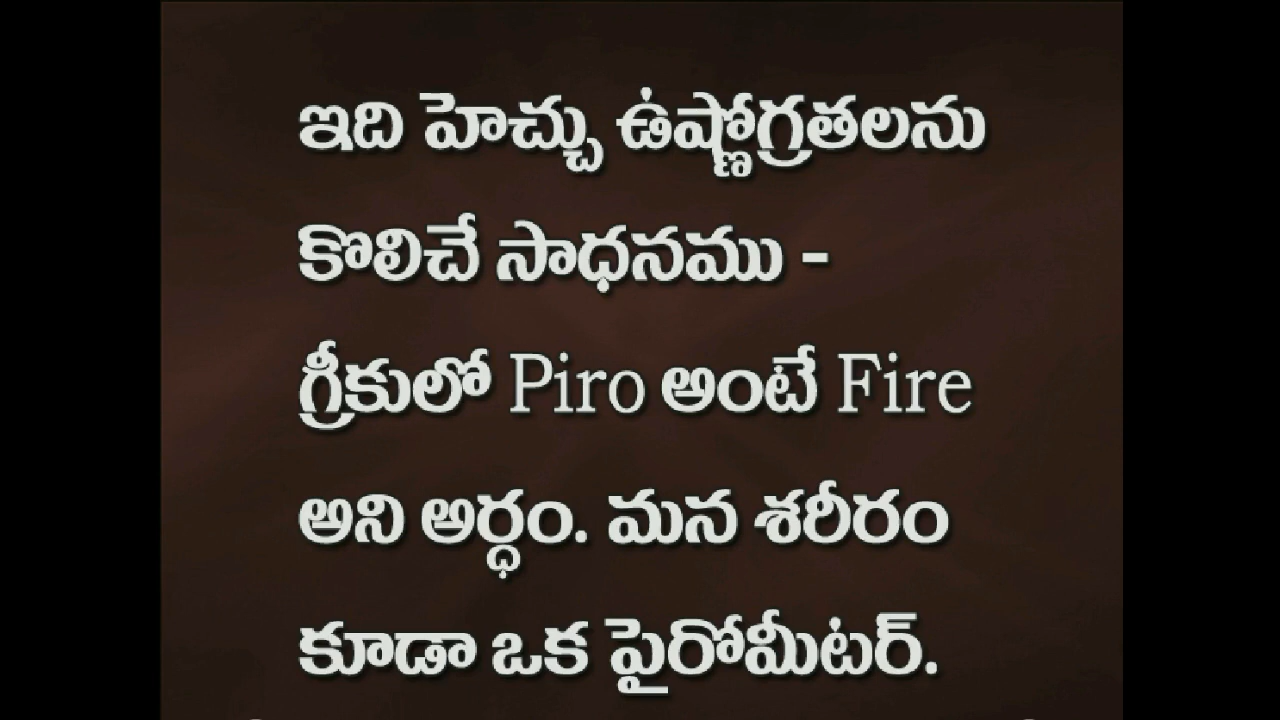 ఇది హెచ్చు ఉష్ణోగ్రతలను
కొలిచే సాధనము -
గ్రీకులో Piro అంటే Fire
అని అర్ధం. మన శరీరం
కూడా ఒక పైరోమీటర్.